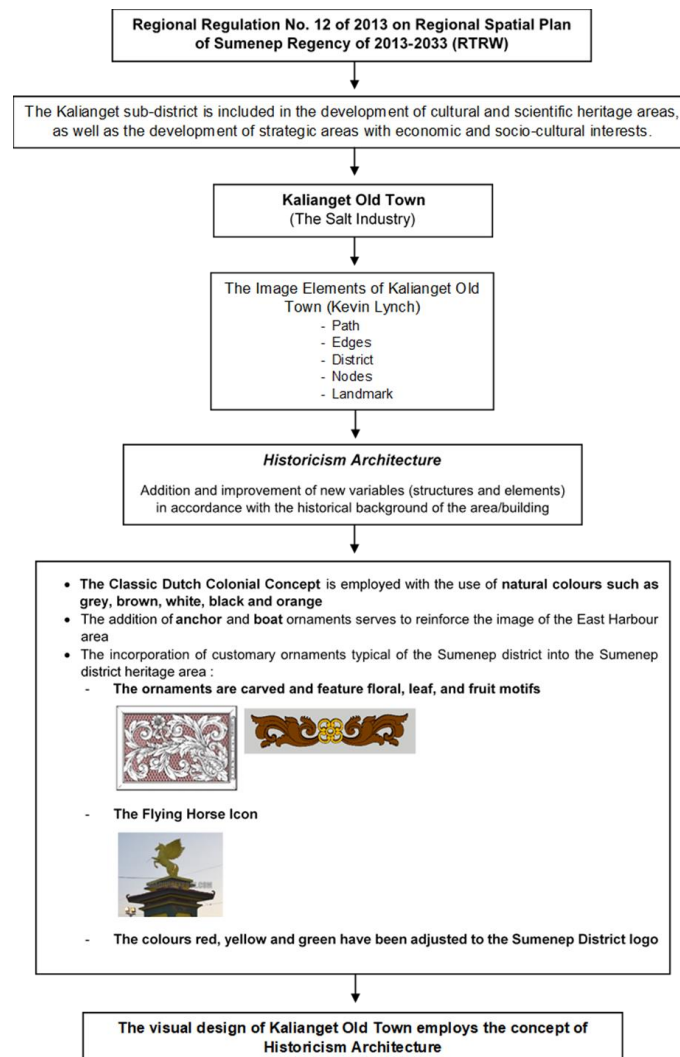 Regional Regulation No. 12 of 2013 on Regional Spatial Plan
of Sumenep Regency of 2013-2033 (RTRW)
The Kalianget sub-district is included in the development of cultural and scientific heritage areas,
as well as the development of strategic areas with economic and socio-cultural interests.
Kalianget Old Town
(The Salt Industry)
The Image Elements of Kalianget Old
Town (Kevin Lynch)
- Path
- Edges
- District
- Nodes
- Landmark
Historicism Architecture
Addition and improvement of new variables (structures and elements)
in accordance with the historical background of the area/building
• The Classic Dutch Colonial Concept is employed with the use of natural colours such as
grey, brown, white, black and orange
• The addition of anchor and boat ornaments serves to reinforce the image of the East Harbour
area
• The incorporation of customary ornaments typical of the Sumenep district into the Sumenep
district heritage area :
- The ornaments are carved and feature floral, leaf, and fruit motifs
- The Flying Horse Icon
- The colours red, yellow and green have been adjusted to the Sumenep District logo
The visual design of Kalianget Old Town employs the concept of
Historicism Architecture